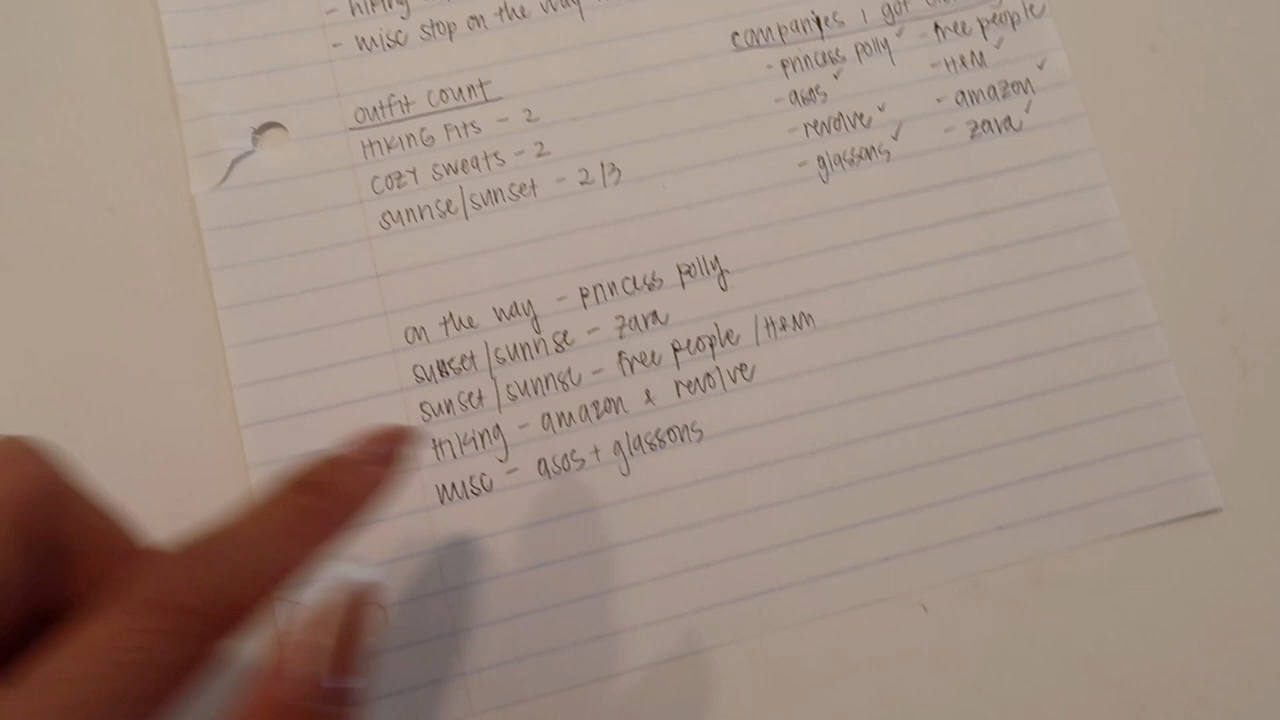 - hiking
- misc stop on the way
outfit count
HIKING FITS - 2
COZY SWEATS - 2
sunrise/sunset - 2/3
companies I got
- princess polly ✓
- asos ✓
- revolve ✓
- glassons ✓
- free people
- H&M ✓
- amazon ✓
- zara ✓
on the way - princess polly
sunset/sunrise - zara
sunset/sunrise - free people / H&M
Hiking - amazon & revolve
misc - asos + glassons